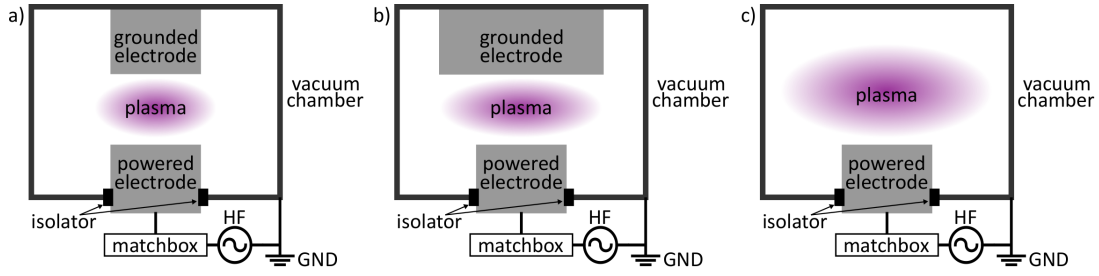 a)
grounded
electrode
plasma
vacuum
chamber
powered
electrode
isolator
HF
matchbox
GND
b)
grounded
electrode
plasma
vacuum
chamber
powered
electrode
isolator
HF
matchbox
GND
c)
plasma
vacuum
chamber
powered
electrode
isolator
HF
matchbox
GND